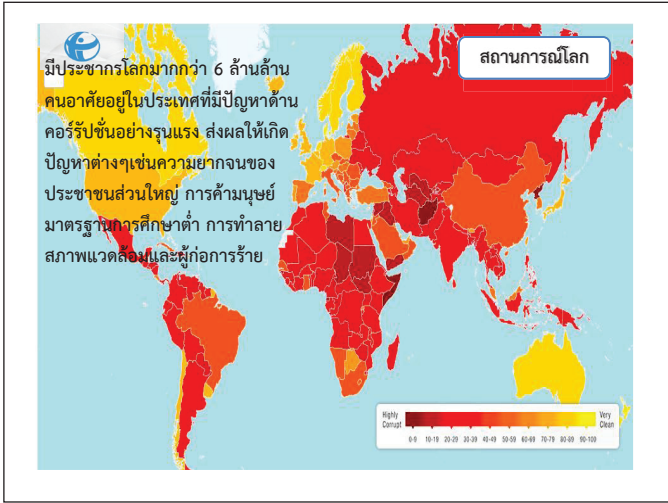 สถานการณ์โลก
มีประชากรโลกมากกว่า 6 ล้านล้าน
คนอาศัยอยู่ในประเทศที่มีปัญหาด้าน
คอร์รัปชั่นอย่างรุนแรง ส่งผลให้เกิด
ปัญหาต่างๆเช่นความยากจนของ
ประชาชนส่วนใหญ่ การค้ามนุษย์
มาตรฐานการศึกษาต่ำ การทำลาย
สภาพแวดล้อมและผู้ก่อการร้าย
Highly Corrupt
Very Clean
0-9 10-19 20-29 30-39 40-49 50-59 60-69 70-79 80-89 90-100